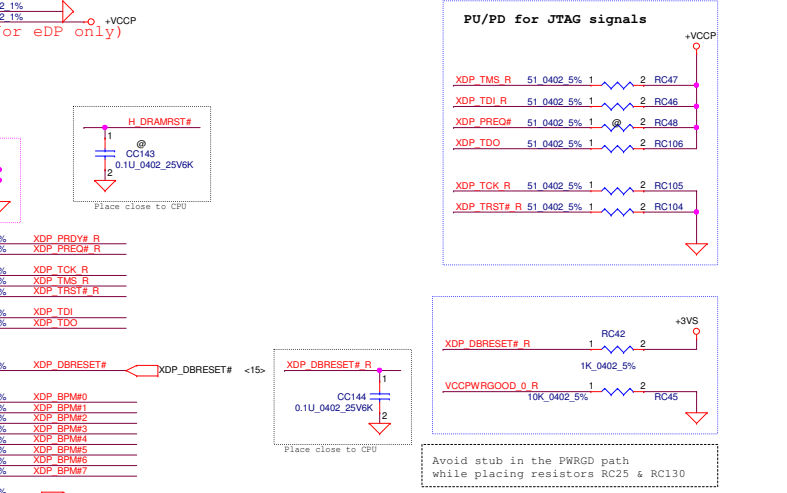 2_1%
2_1%
+VCCP
or eDP only)
H_DRAMRST#
1
@
CC143
0.1U_0402_25V6K
2
Place close to CPU
XDP_PRDY#_R
XDP_PREQ#_R
XDP_TCK_R
XDP_TMS_R
XDP_TRST#_R
XDP_TDI
XDP_TDO
XDP_DBRESET#
XDP_DBRESET# <15>
XDP_BPM#0
XDP_BPM#1
XDP_BPM#2
XDP_BPM#3
XDP_BPM#4
XDP_BPM#5
XDP_BPM#6
XDP_BPM#7
XDP_DBRESET#_R
1
CC144
0.1U_0402_25V6K
2
Place close to CPU
PU/PD for JTAG signals
+VCCP
XDP_TMS_R 51_0402_5% 1 2 RC47
XDP_TDI_R 51_0402_5% 1 2 RC46
XDP_PREQ# 51_0402_5% 1 @ 2 RC48
XDP_TDO 51_0402_5% 1 2 RC106
XDP_TCK_R 51_0402_5% 1 2 RC105
XDP_TRST#_R 51_0402_5% 1 2 RC104
+3VS
RC42
XDP_DBRESET#_R 1 2
1K_0402_5%
VCCPWRGOOD_0_R 1 2
10K_0402_5% RC45
Avoid stub in the PWRGD path
while placing resistors RC25 & RC130